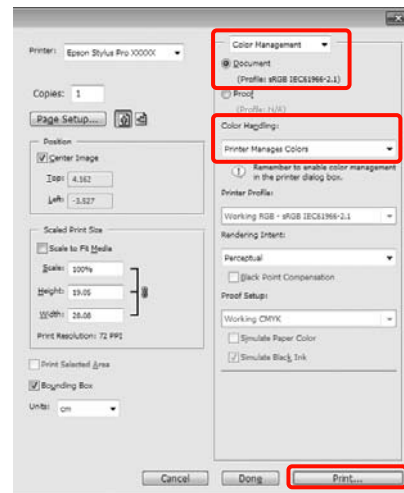 Printer: Epson Stylus Pro XXXXX
Copies: 1
Page Setup...
Position
Center Image
Top: 4.162
Left: -3.527
Scaled Print Size
Scale to Fit Media
Scale: 100%
Height: 19.05
Width: 28.08
Print Resolution: 72 PPI
Print Selected Area
Bounding Box
Units: cm
Color Management
Document
(Profile: sRGB IEC61966-2.1)
Proof
(Profile: N/A)
Color Handling:
Printer Manages Colors
Remember to enable color management
in the printer dialog box.
Printer Profile:
Working RGB - sRGB IEC61966-2.1
Rendering Intent:
Perceptual
Black Point Compensation
Proof Setup:
Working CMYK
Simulate Paper Color
Simulate Black Ink
Cancel
Done
Print...